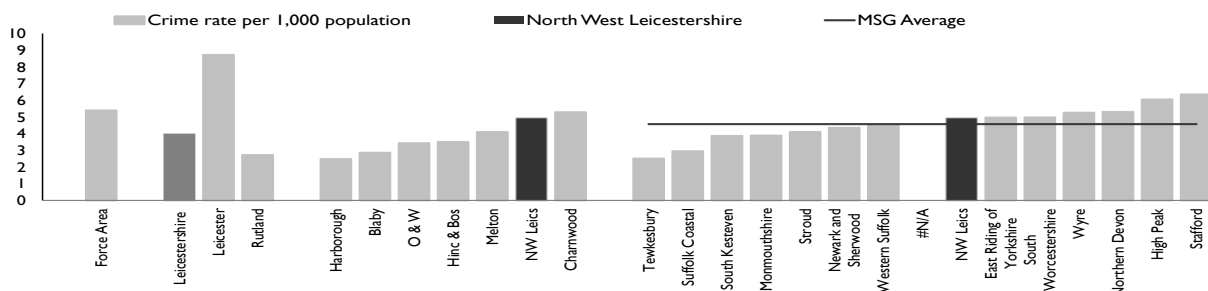 Crime rate per 1,000 population
North West Leicestershire
MSG Average
10
9
8
7
6
5
4
3
2
1
0
Force Area
Leicestershire
Leicester
Rutland
Harborough
Blaby
O & W
Hinc & Bos
Melton
NW Leics
Charnwood
Tewkesbury
Suffolk Coastal
South Kesteven
Monmouthshire
Stroud
Newark and
Sherwood
Western Suffolk
#N/A
NW Leics
East Riding of
Yorkshire
South
Worcestershire
Wyre
Northern Devon
High Peak
Stafford